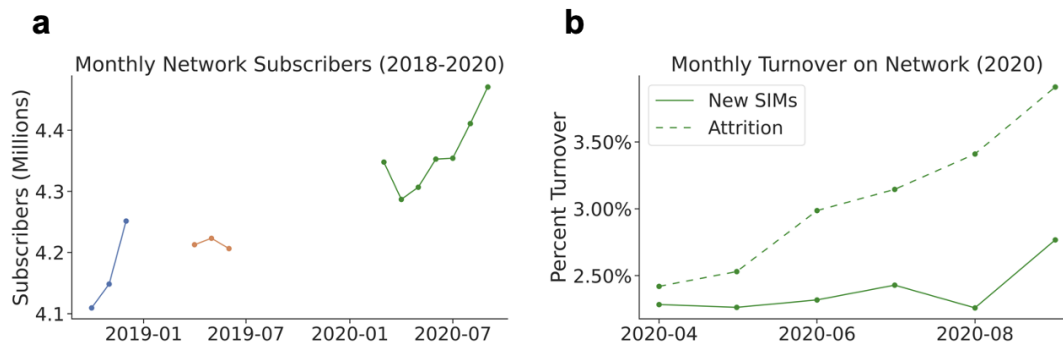 a
Monthly Network Subscribers (2018-2020)
Subscribers (Millions)
4.4
4.3
4.2
4.1
2019-01 2019-07 2020-01 2020-07
b
Monthly Turnover on Network (2020)
New SIMs
Attrition
Percent Turnover
3.50%
3.00%
2.50%
2020-04 2020-06 2020-08